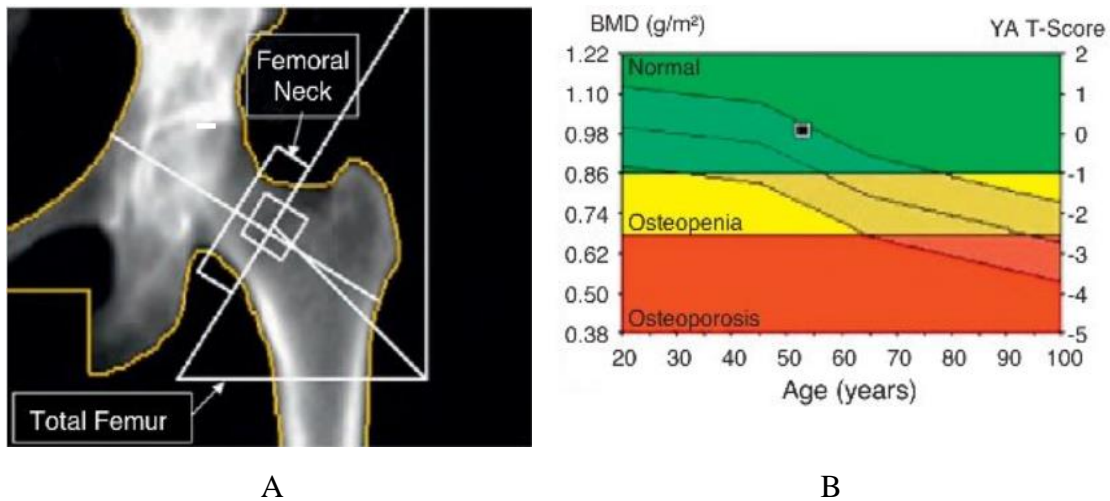 Femoral
Neck
Total Femur
A
BMD (g/m²)
YA T-Score
1.22
1.10
0.98
0.86
0.74
0.62
0.50
0.38
Normal
Osteopenia
Osteoporosis
2
1
0
-1
-2
-3
-4
-5
20 30 40 50 60 70 80 90 100
Age (years)
B